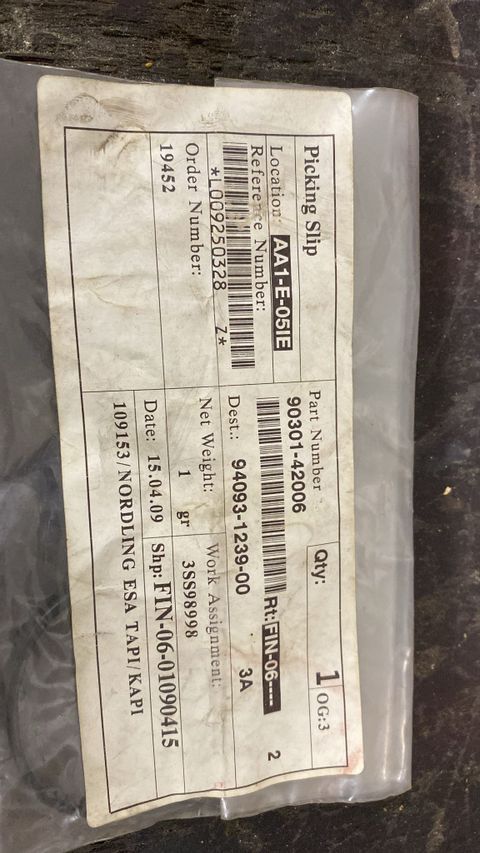 Picking Slip
Location: AA1-E-05IE
Reference Number:
*L009250328 Z*
Order Number:
19452
Part Number
90301-42006
Qty: 1 OG:3
Rt: FIN-06---- 2
Dest.: 94093-1239-00 3A
Net Weight: 1 gr
Work Assignment:
3SS98998
Date: 15.04.09 Shp: FIN-06-01090415
109153/NORDLING ESA TAPI/KAPI